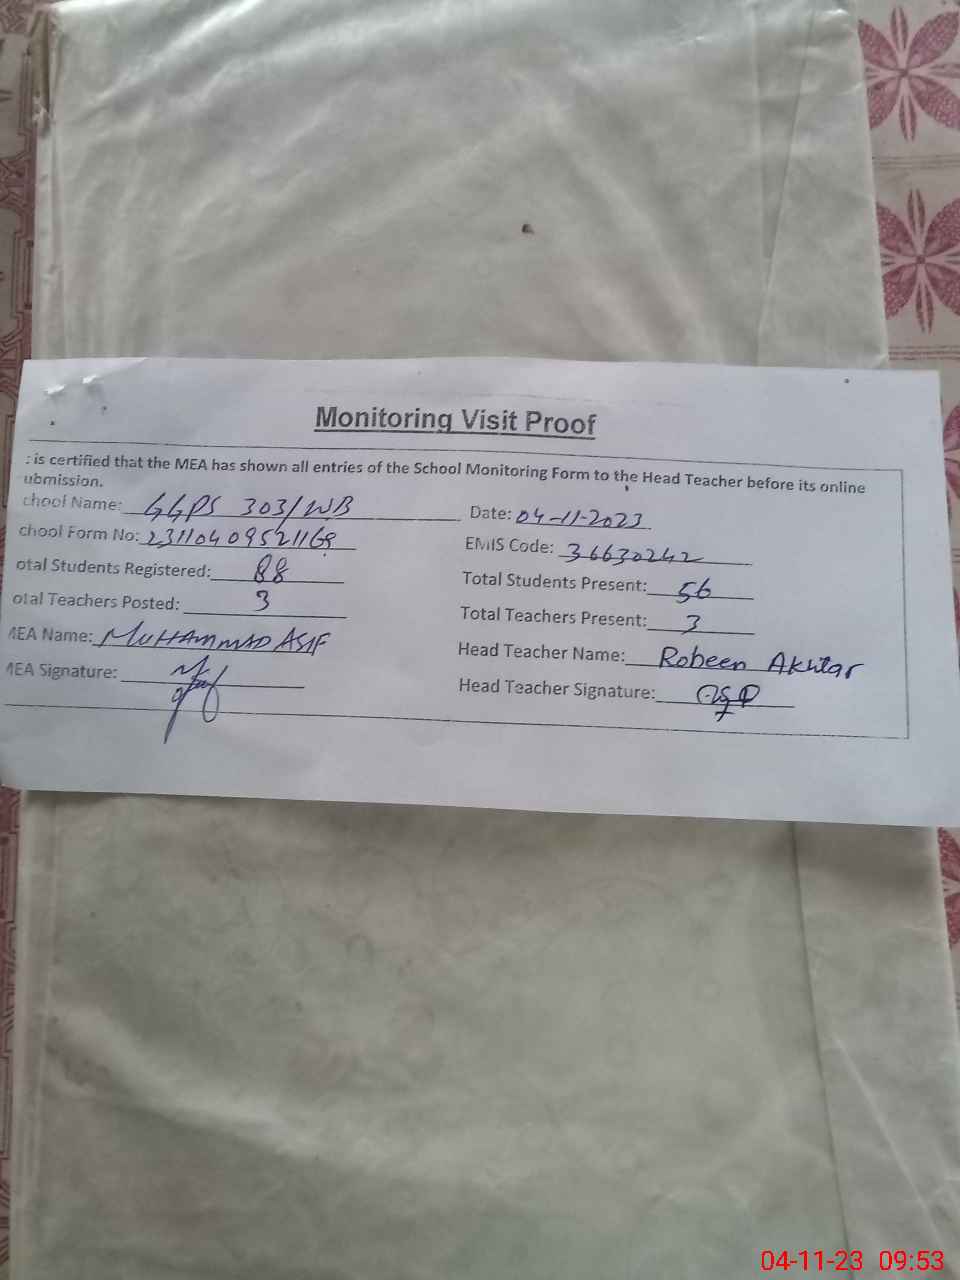 Monitoring Visit Proof
: is certified that the MEA has shown all entries of the School Monitoring Form to the Head Teacher before its online
ubmission.
chool Name: GGPS 303/WB Date: 04-11-2023
chool Form No: 23110409521168 EMIS Code: 36630242
otal Students Registered: 88 Total Students Present: 56
otal Teachers Posted: 3 Total Teachers Present: 3
MEA Name: MUHAMMAD ASIF Head Teacher Name: Robeen Akhtar
MEA Signature: Head Teacher Signature:
04-11-23 09:53